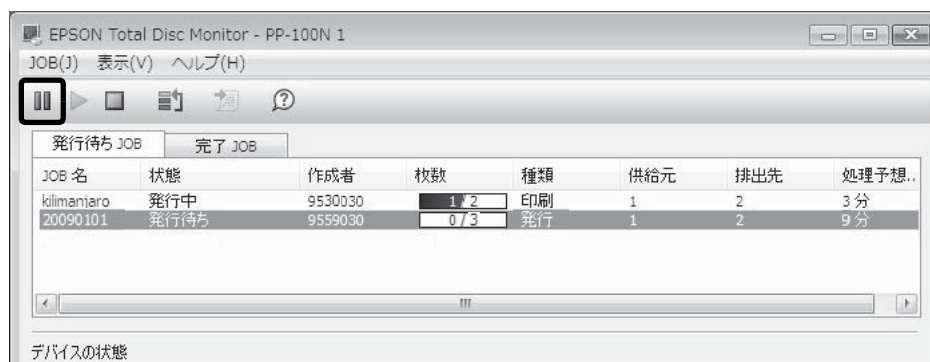 EPSON Total Disc Monitor - PP-100N 1
JOB(J) 表示(V) ヘルプ(H)
発行待ち JOB 完了 JOB
JOB 名 状態 作成者 枚数 種類 供給元 排出先 処理予想..
kilimanjaro 発行中 9530030 1 / 2 印刷 1 2 3 分
20090101 発行待ち 9559030 0 / 3 発行 1 2 9 分
デバイスの状態